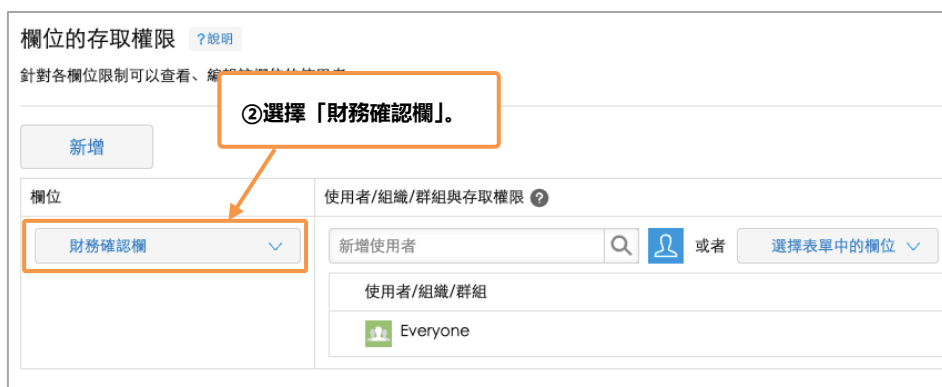 欄位的存取權限 ?說明
針對各欄位限制可以查看、編
②選擇「財務確認欄」。
新增
欄位 使用者/組織/群組與存取權限 ?
財務確認欄 新增使用者 或者 選擇表單中的欄位
使用者/組織/群組
Everyone